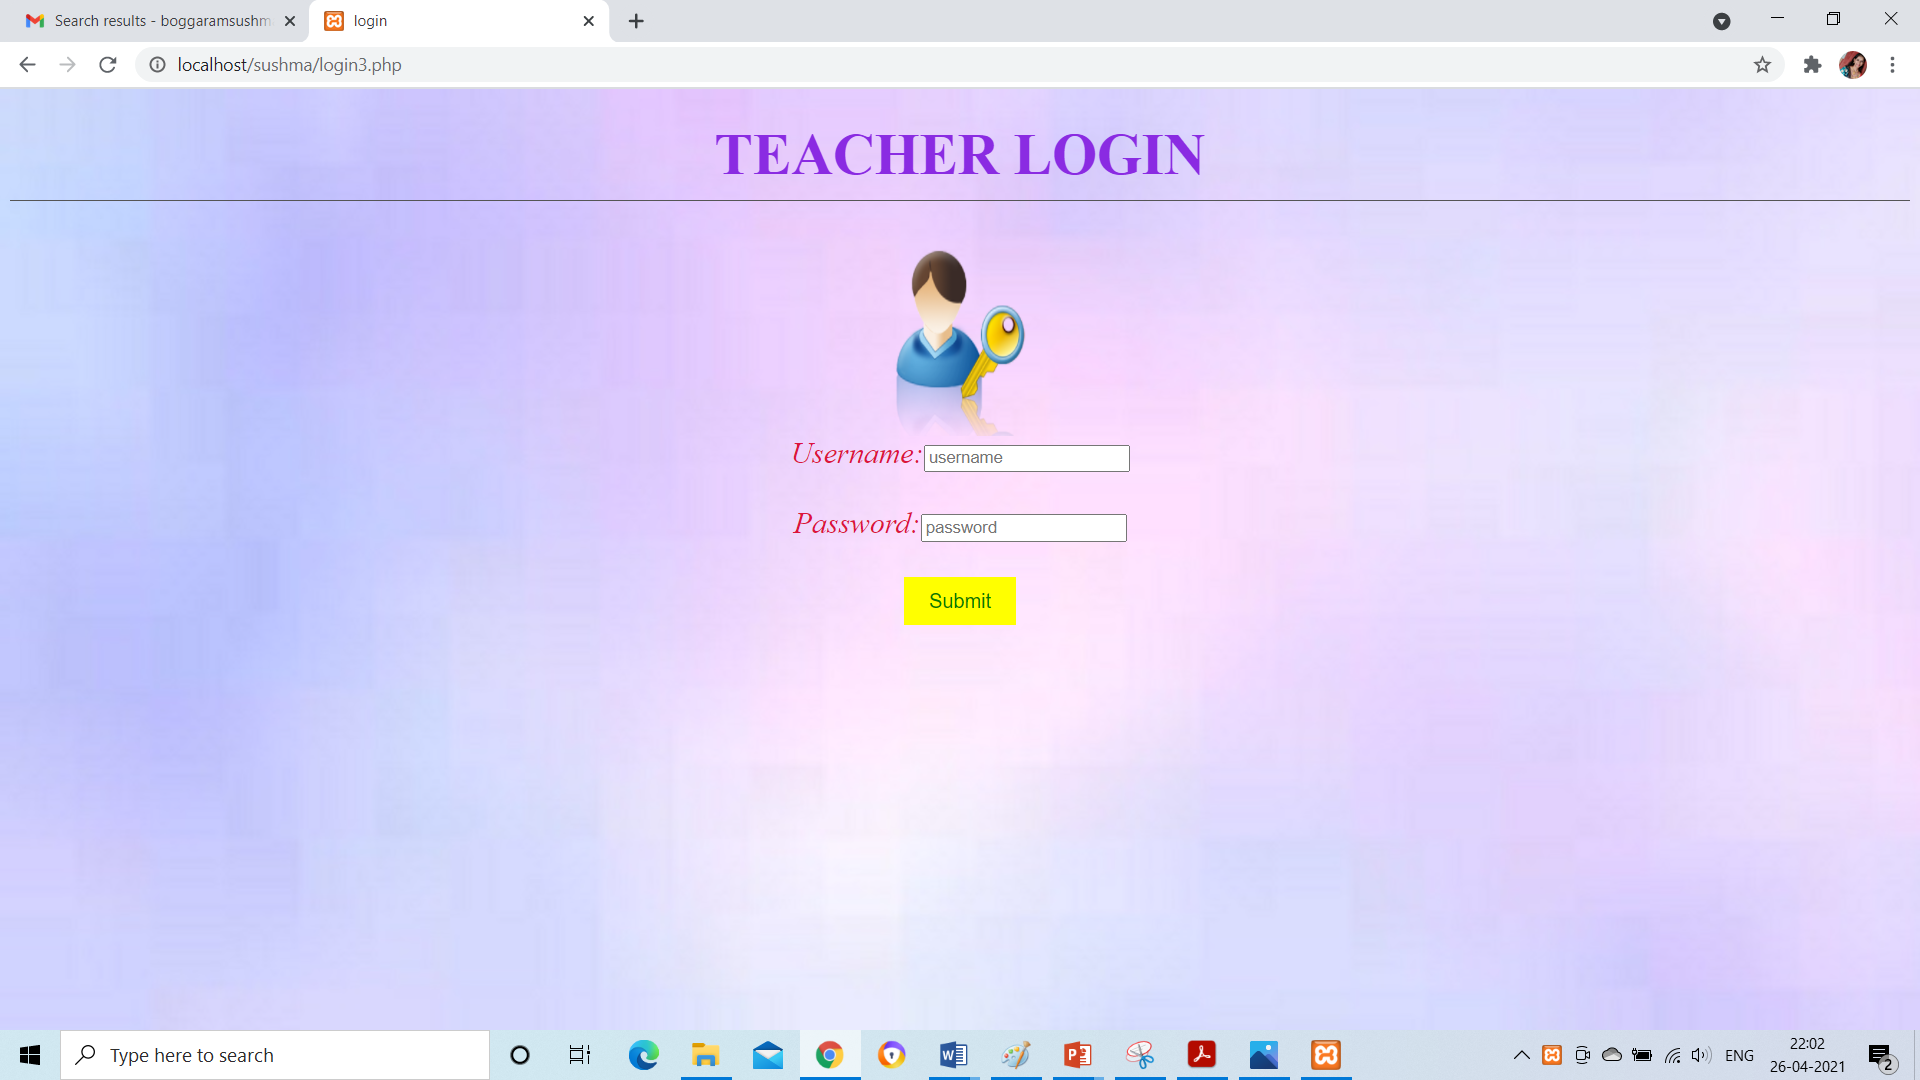 Search results - boggaramsushm
login
localhost/sushma/login3.php
TEACHER LOGIN
Username: username
Password: password
Submit
Type here to search
ENG
22:02
26-04-2021
2